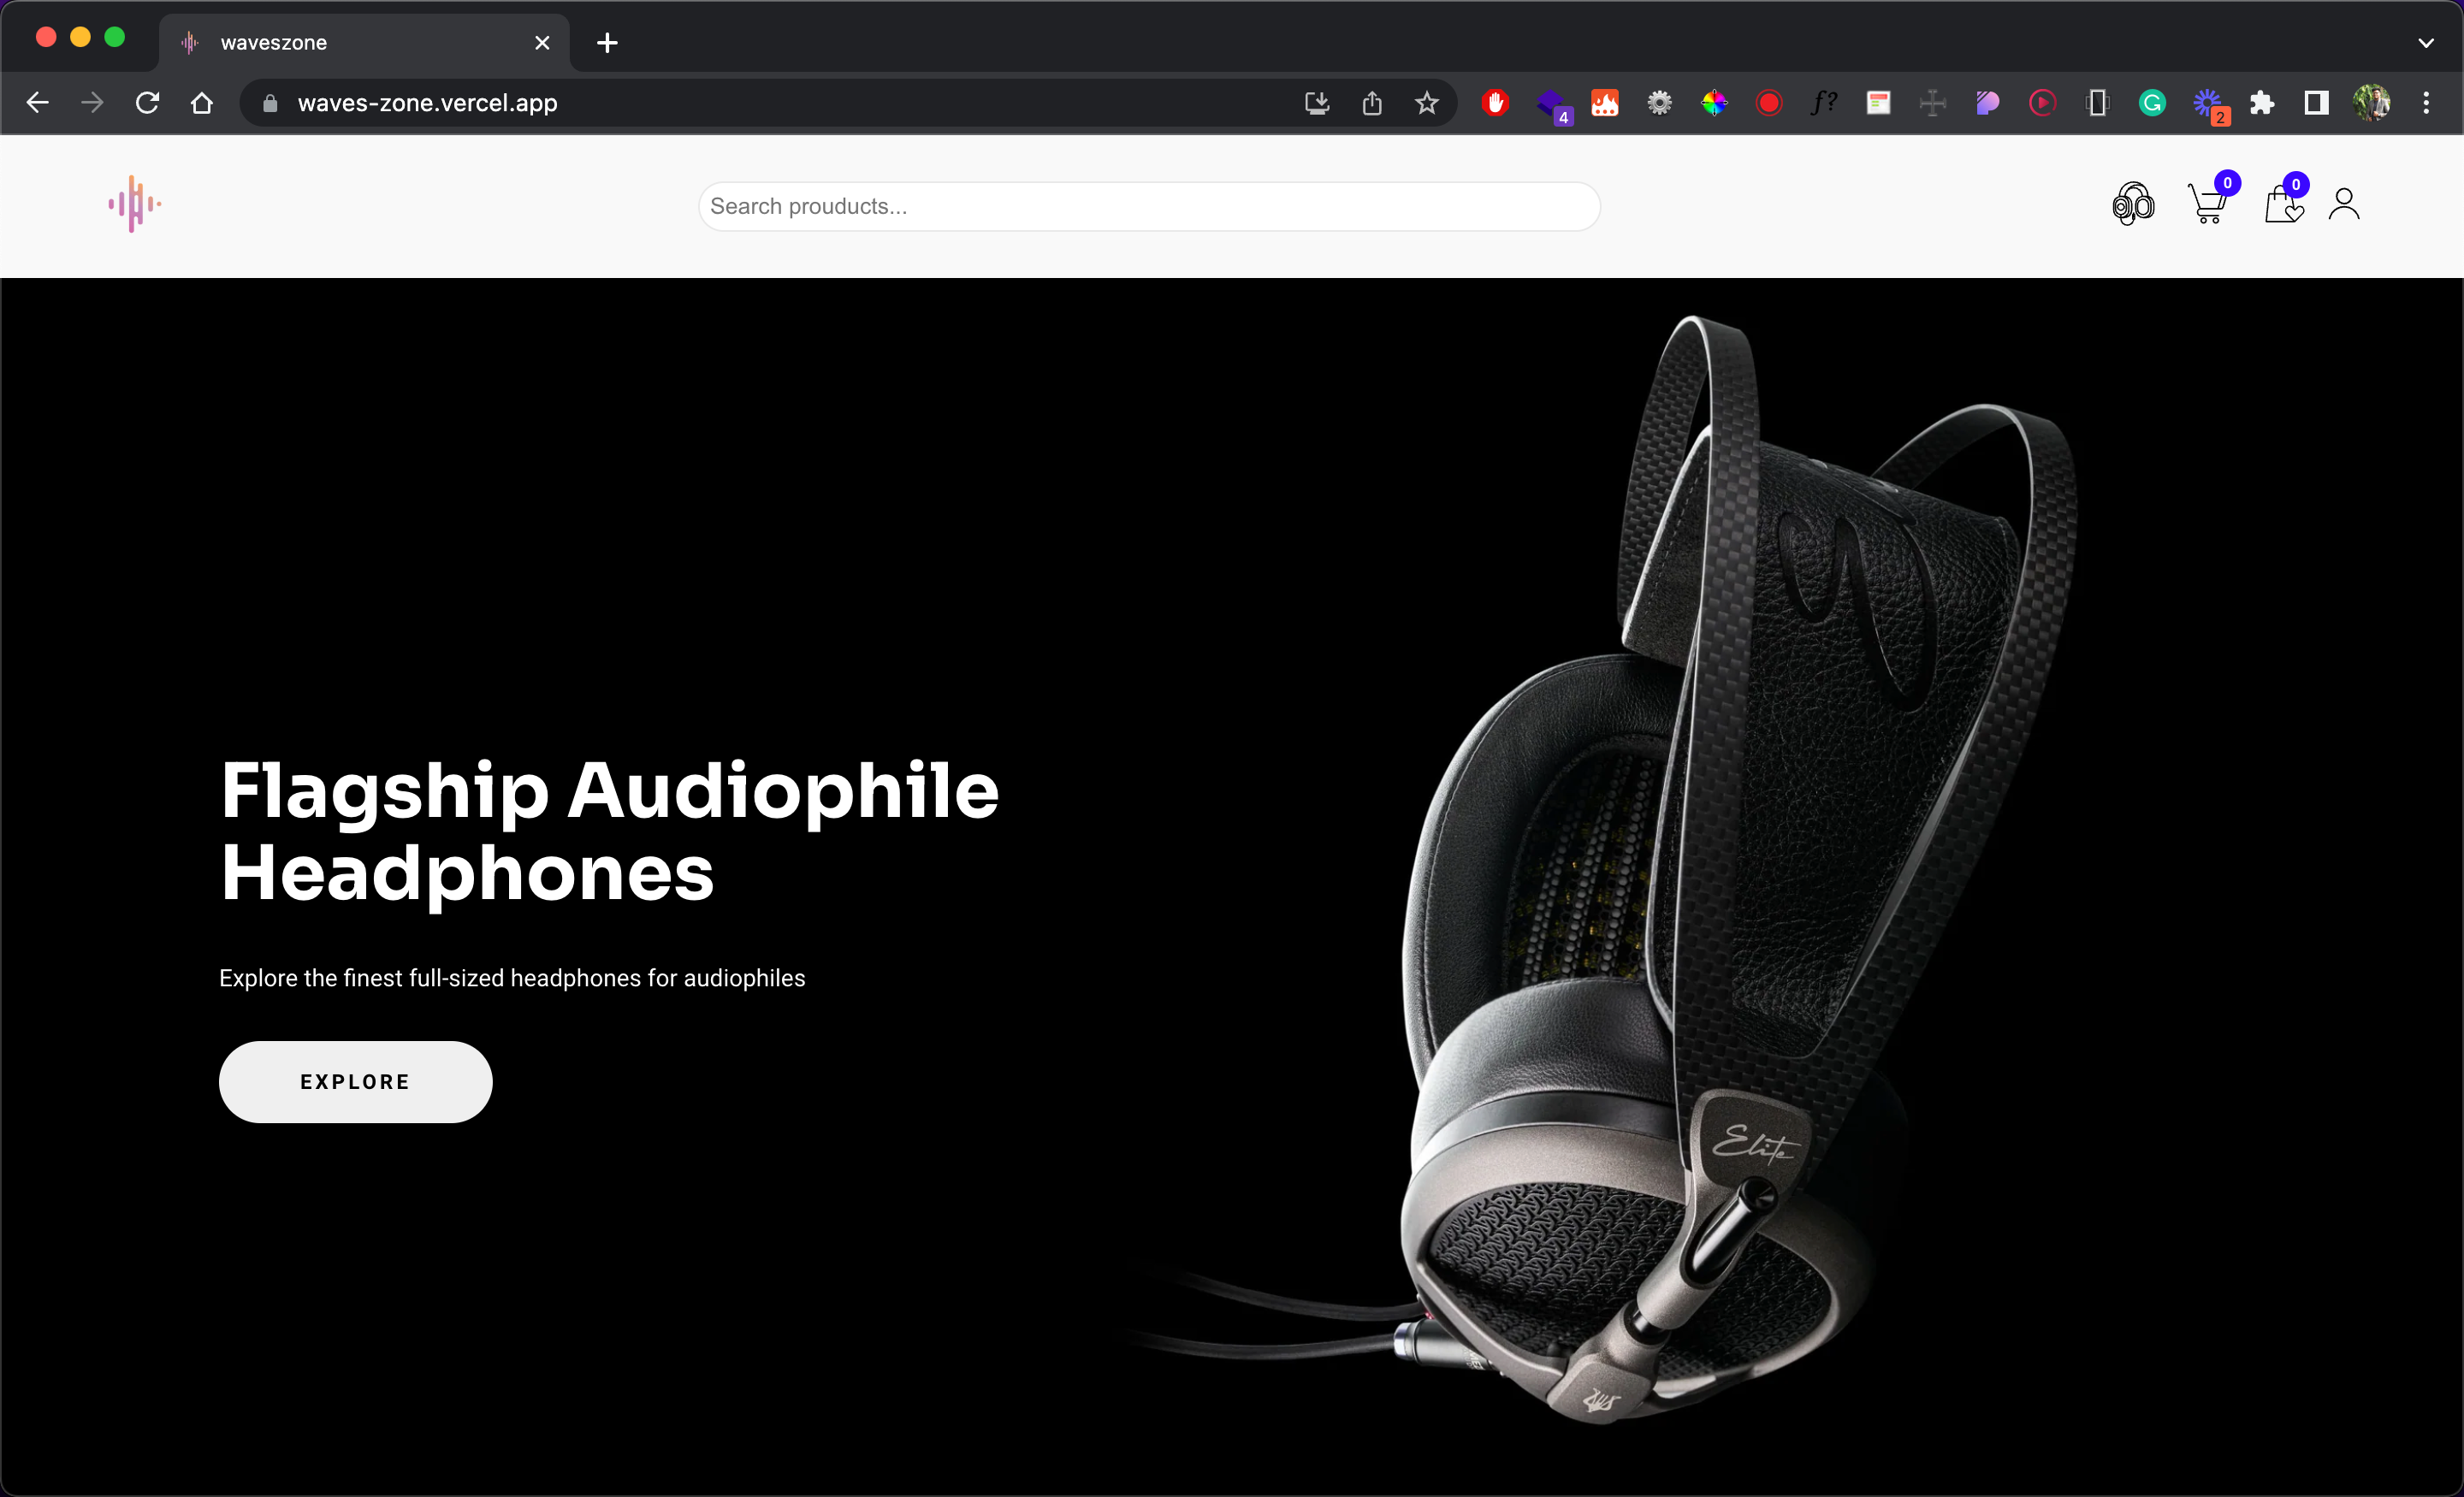 waveszone
waves-zone.vercel.app
4
f?
G
2
Search prouducts...
0
0
Flagship Audiophile
Headphones
Explore the finest full-sized headphones for audiophiles
EXPLORE
Elite